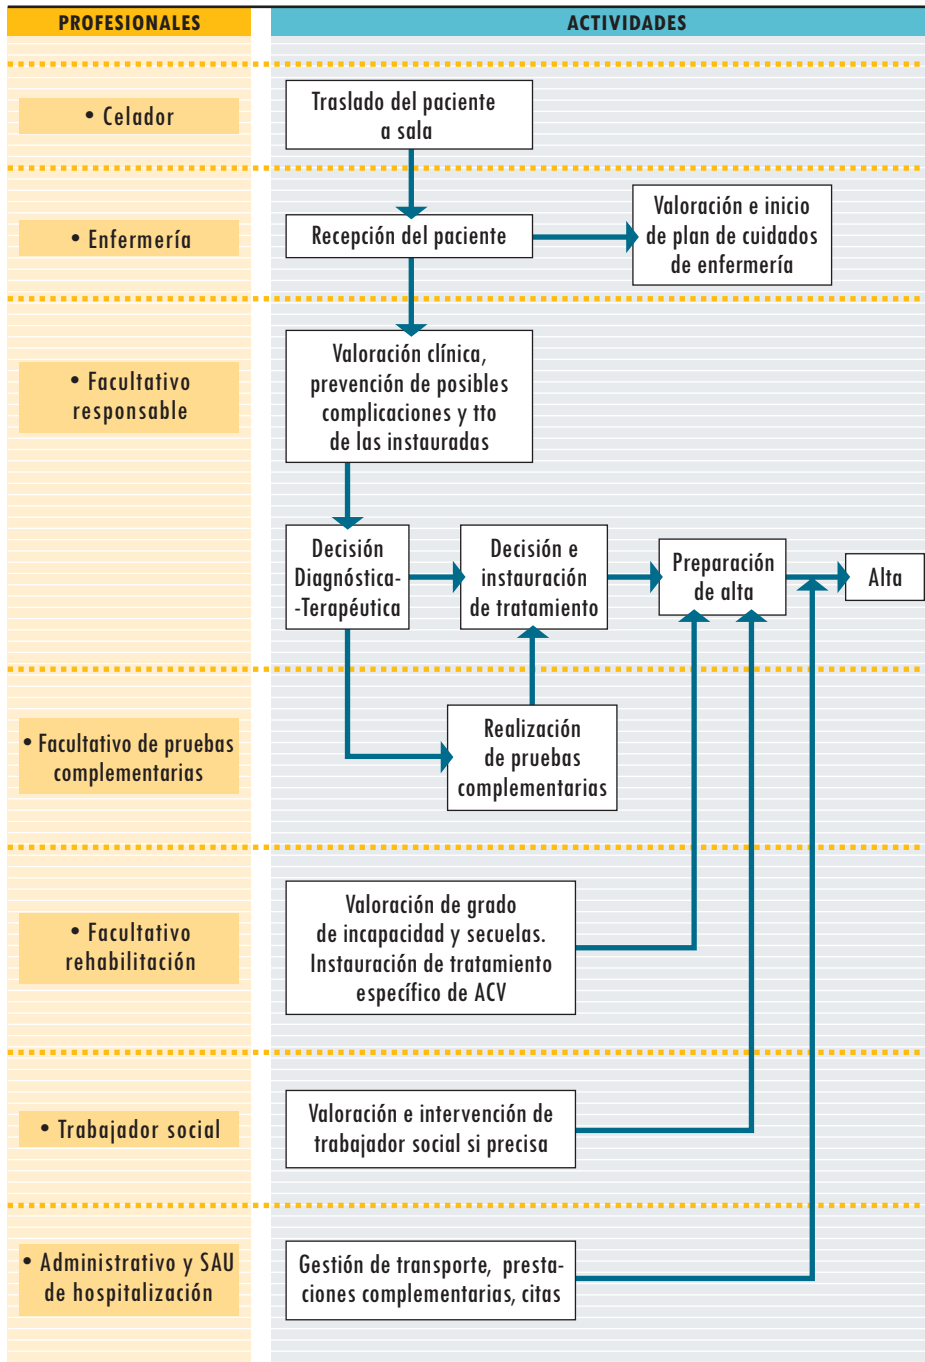 PROFESIONALES
ACTIVIDADES
• Celador
Traslado del paciente
a sala
• Enfermería
Recepción del paciente
Valoración e inicio
de plan de cuidados
de enfermería
• Facultativo
responsable
Valoración clínica,
prevención de posibles
complicaciones y tto
de las instauradas
Decisión
Diagnóstica-
-Terapéutica
Decisión e
instauración
de tratamiento
Preparación
de alta
Alta
• Facultativo de pruebas
complementarias
Realización
de pruebas
complementarias
• Facultativo
rehabilitación
Valoración de grado
de incapacidad y secuelas.
Instauración de tratamiento
específico de ACV
• Trabajador social
Valoración e intervención de
trabajador social si precisa
• Administrativo y SAU
de hospitalización
Gestión de transporte, presta-
ciones complementarias, citas